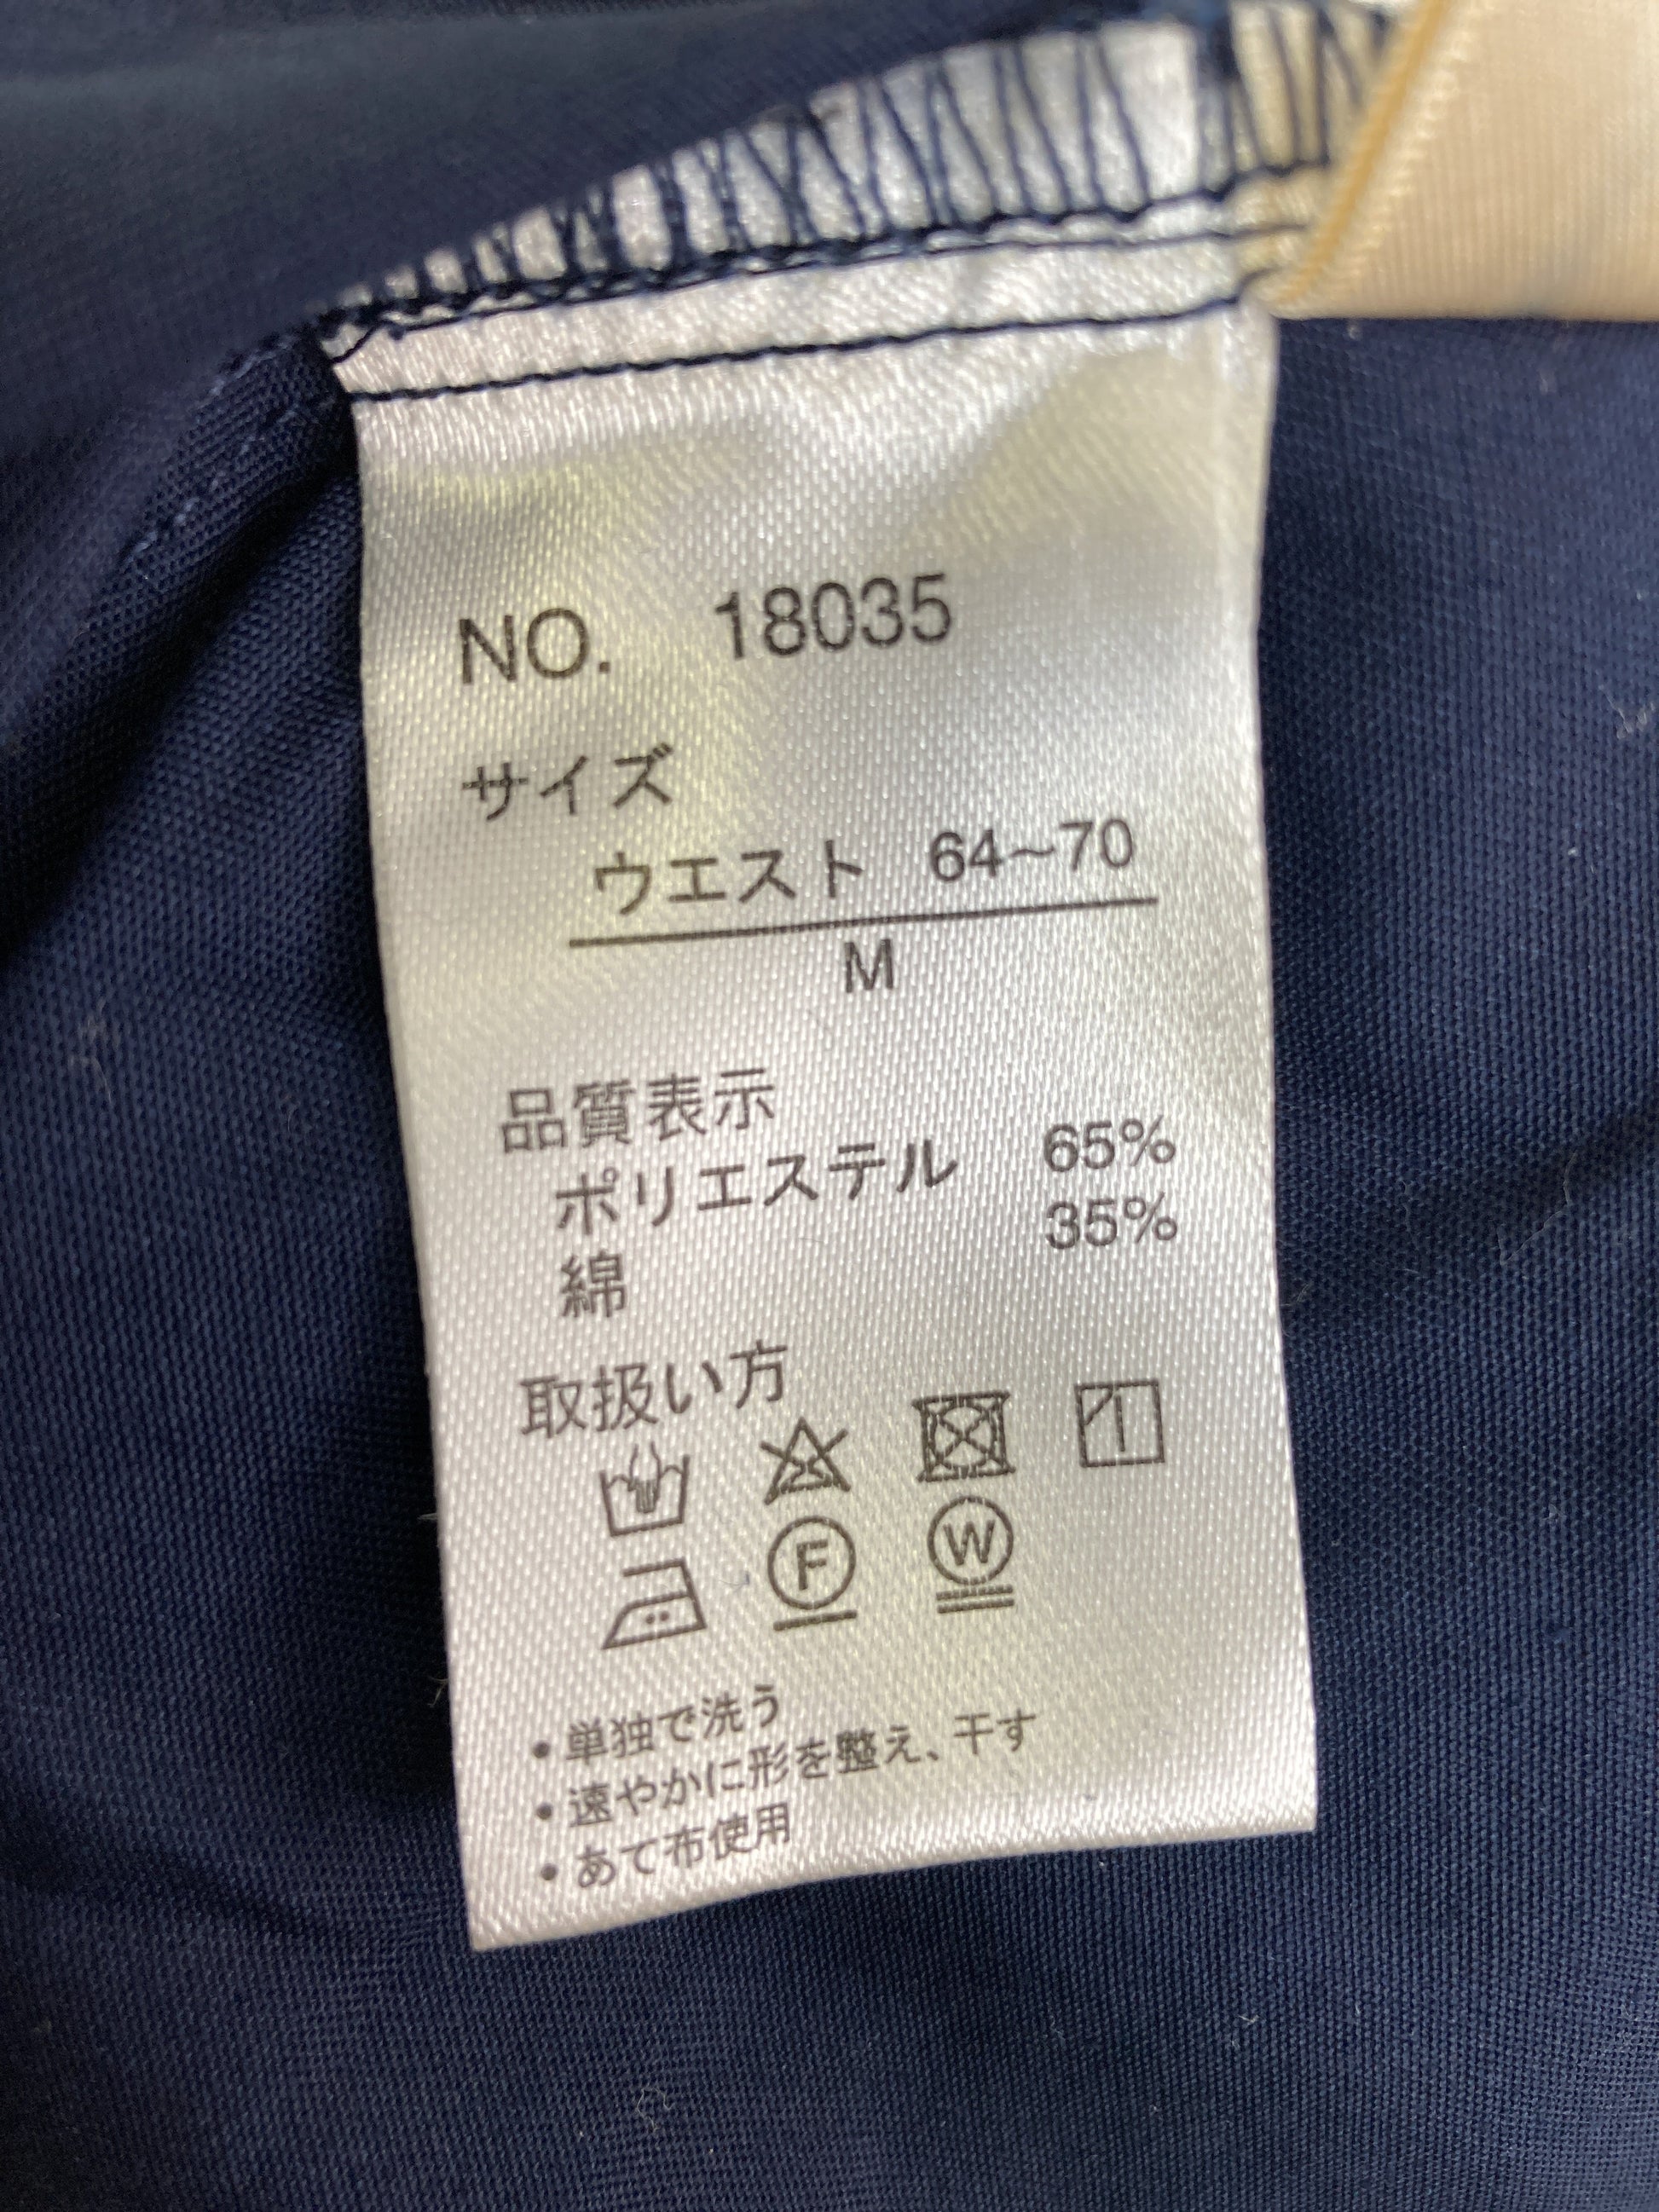 NO. 18035
サイズ
ウエスト 64~70
M
品質表示
ポリエステル 65%
綿 35%
取扱い方
F W
・単独で洗う
・速やかに形を整え、干す
・あて布使用